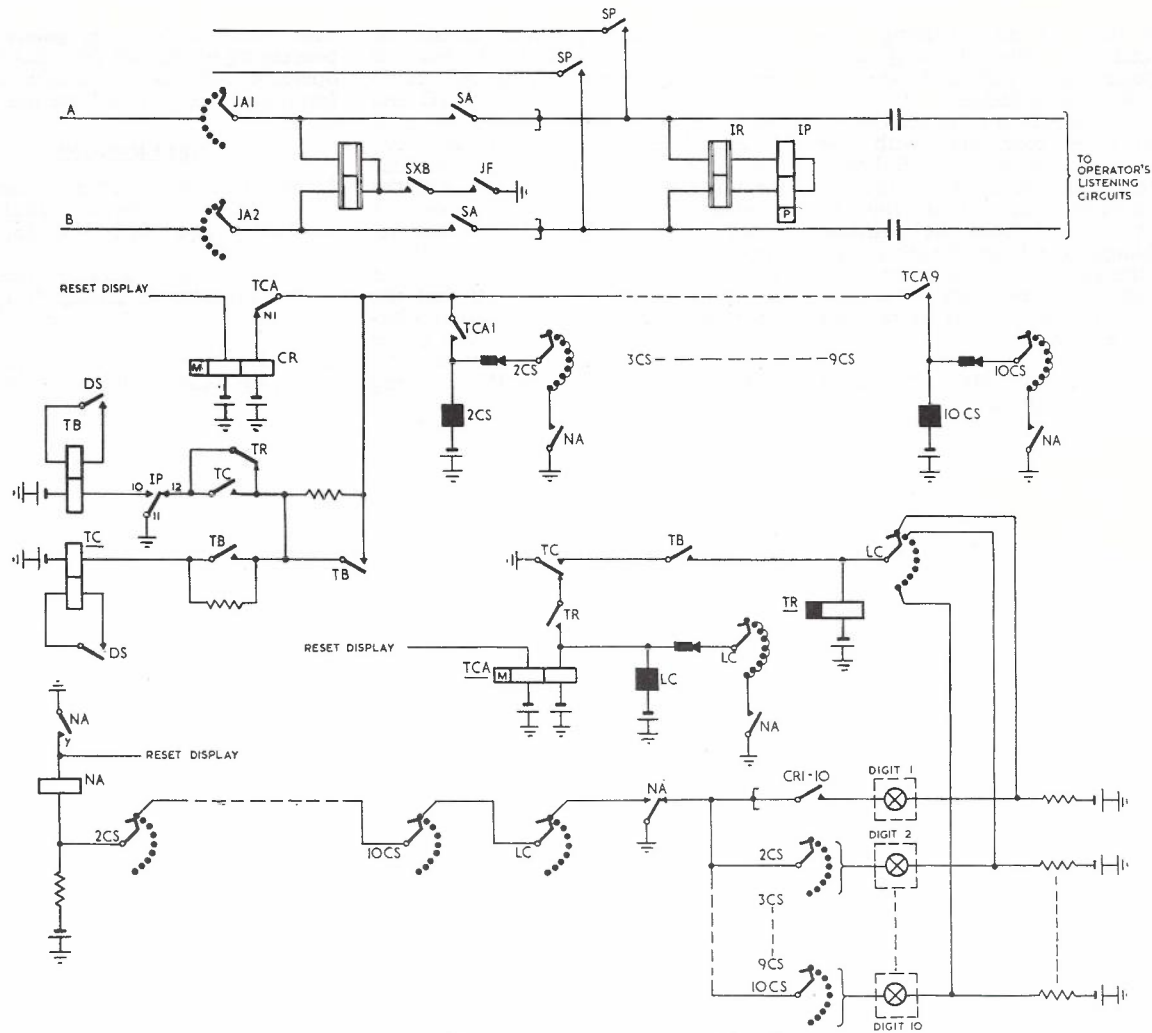 SP
SP
A
JA1
SA
IR
IP
SXB
JF
P
TO
OPERATOR'S
LISTENING
CIRCUITS
B
JA2
SA
RESET DISPLAY
TCA
N1
TCA9
TCA1
M
CR
2CS
3CS
9CS
10CS
DS
TB
2CS
10CS
TR
NA
NA
IP
TC
10
12
11
TC
TB
TB
TC
TB
LC
DS
TR
TR
RESET DISPLAY
TCA
M
LC
LC
NA
NA
y
RESET DISPLAY
NA
NA
CR1-10
DIGIT 1
2CS
10CS
LC
2CS
DIGIT 2
3CS
9CS
10CS
DIGIT 10